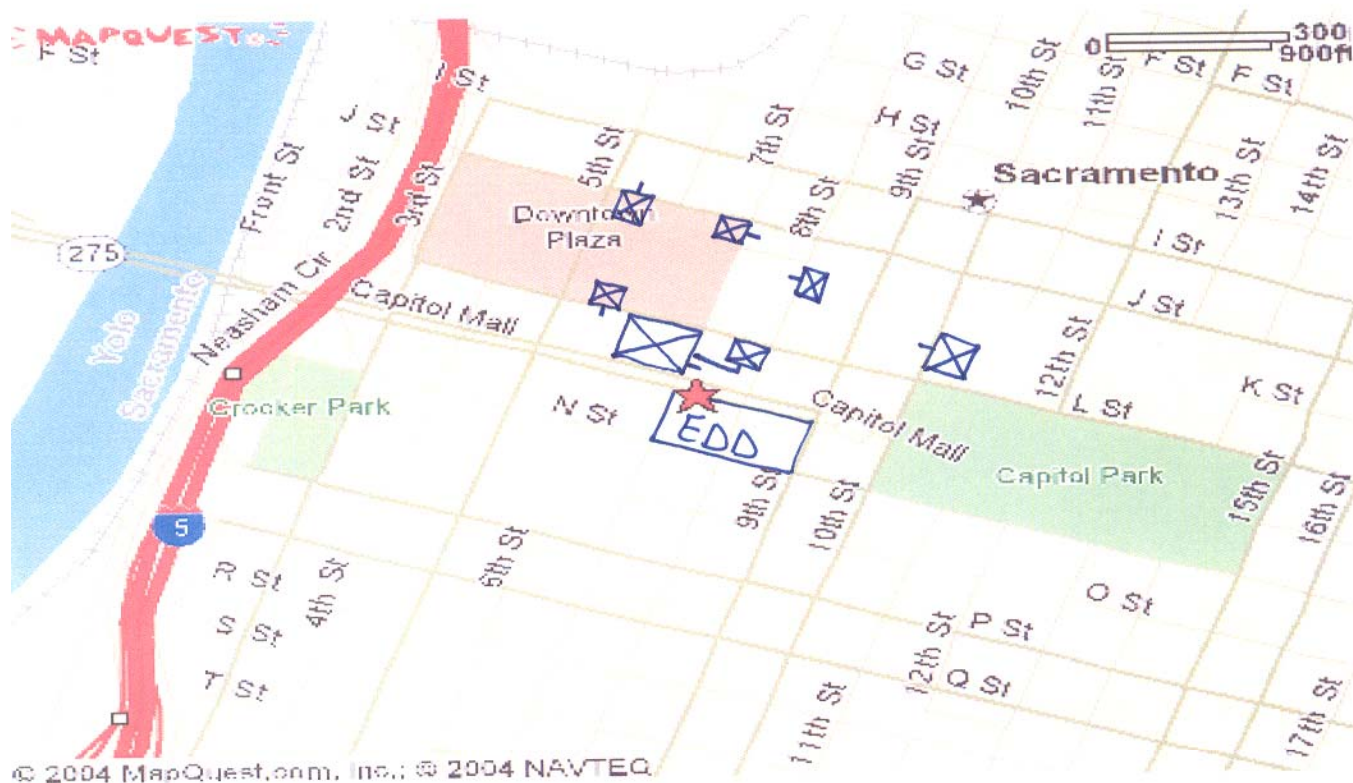 MAPQUEST
300
0
900ft
F St
G St
10th St
11th St
F St
F St
I St
J St
H St
7th St
5th St
9th St
Sacramento
13th St
14th St
Front St
2nd St
3rd St
Downtown
Plaza
8th St
I St
275
Neasham Cir
Capitol Mall
J St
Yolo
Sacramento
12th St
K St
Crocker Park
N St
EDD
Capitol Mall
L St
Capitol Park
9th St
10th St
15th St
16th St
5
R St
4th St
6th St
O St
S St
12th St
P St
T St
Q St
11th St
17th St
© 2004 MapQuest.com, Inc.; © 2004 NAVTEQ